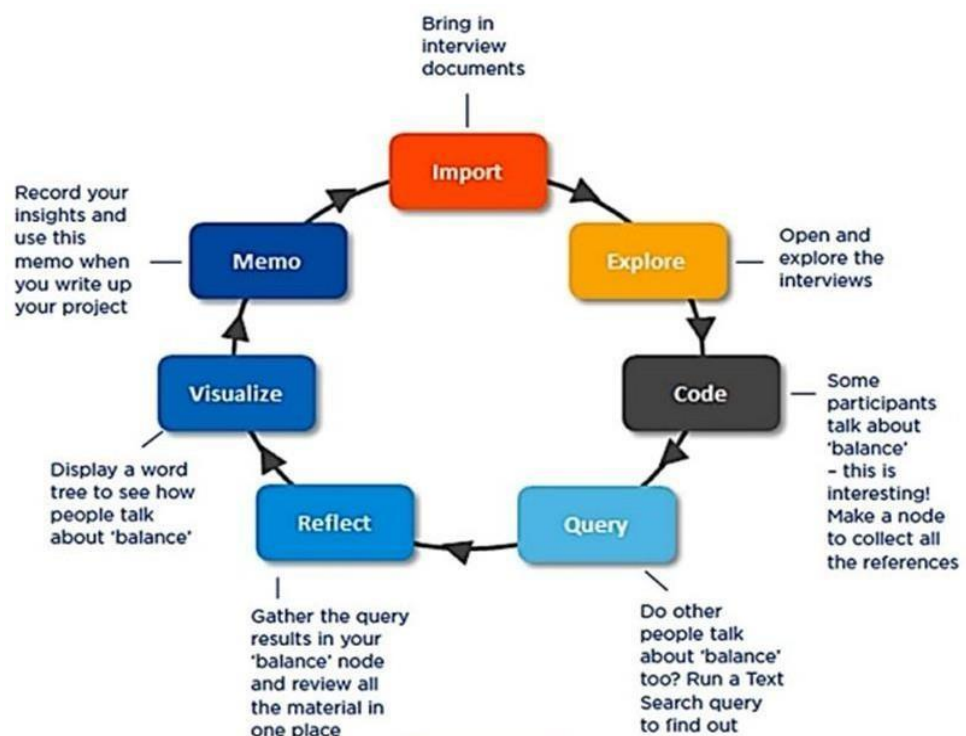 Bring in
interview
documents
Import
Explore
Open and
explore the
interviews
Code
Some
participants
talk about
‘balance’
– this is
interesting!
Make a node
to collect all
the references
Query
Do other
people talk
about ‘balance’
too? Run a Text
Search query
to find out
Reflect
Gather the query
results in your
‘balance’ node
and review all
the material in
one place
Visualize
Display a word
tree to see how
people talk
about ‘balance’
Memo
Record your
insights and
use this
memo when
you write up
your project